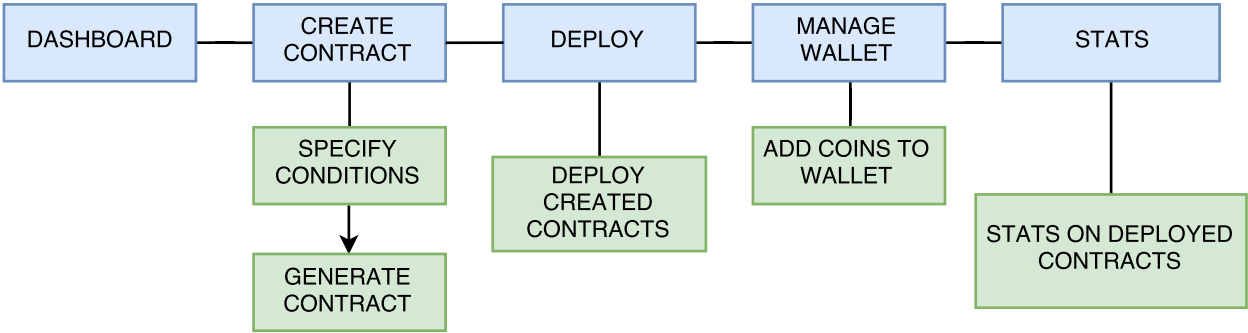 DASHBOARD
CREATE
CONTRACT
DEPLOY
MANAGE
WALLET
STATS
SPECIFY
CONDITIONS
GENERATE
CONTRACT
DEPLOY
CREATED
CONTRACTS
ADD COINS TO
WALLET
STATS ON DEPLOYED
CONTRACTS